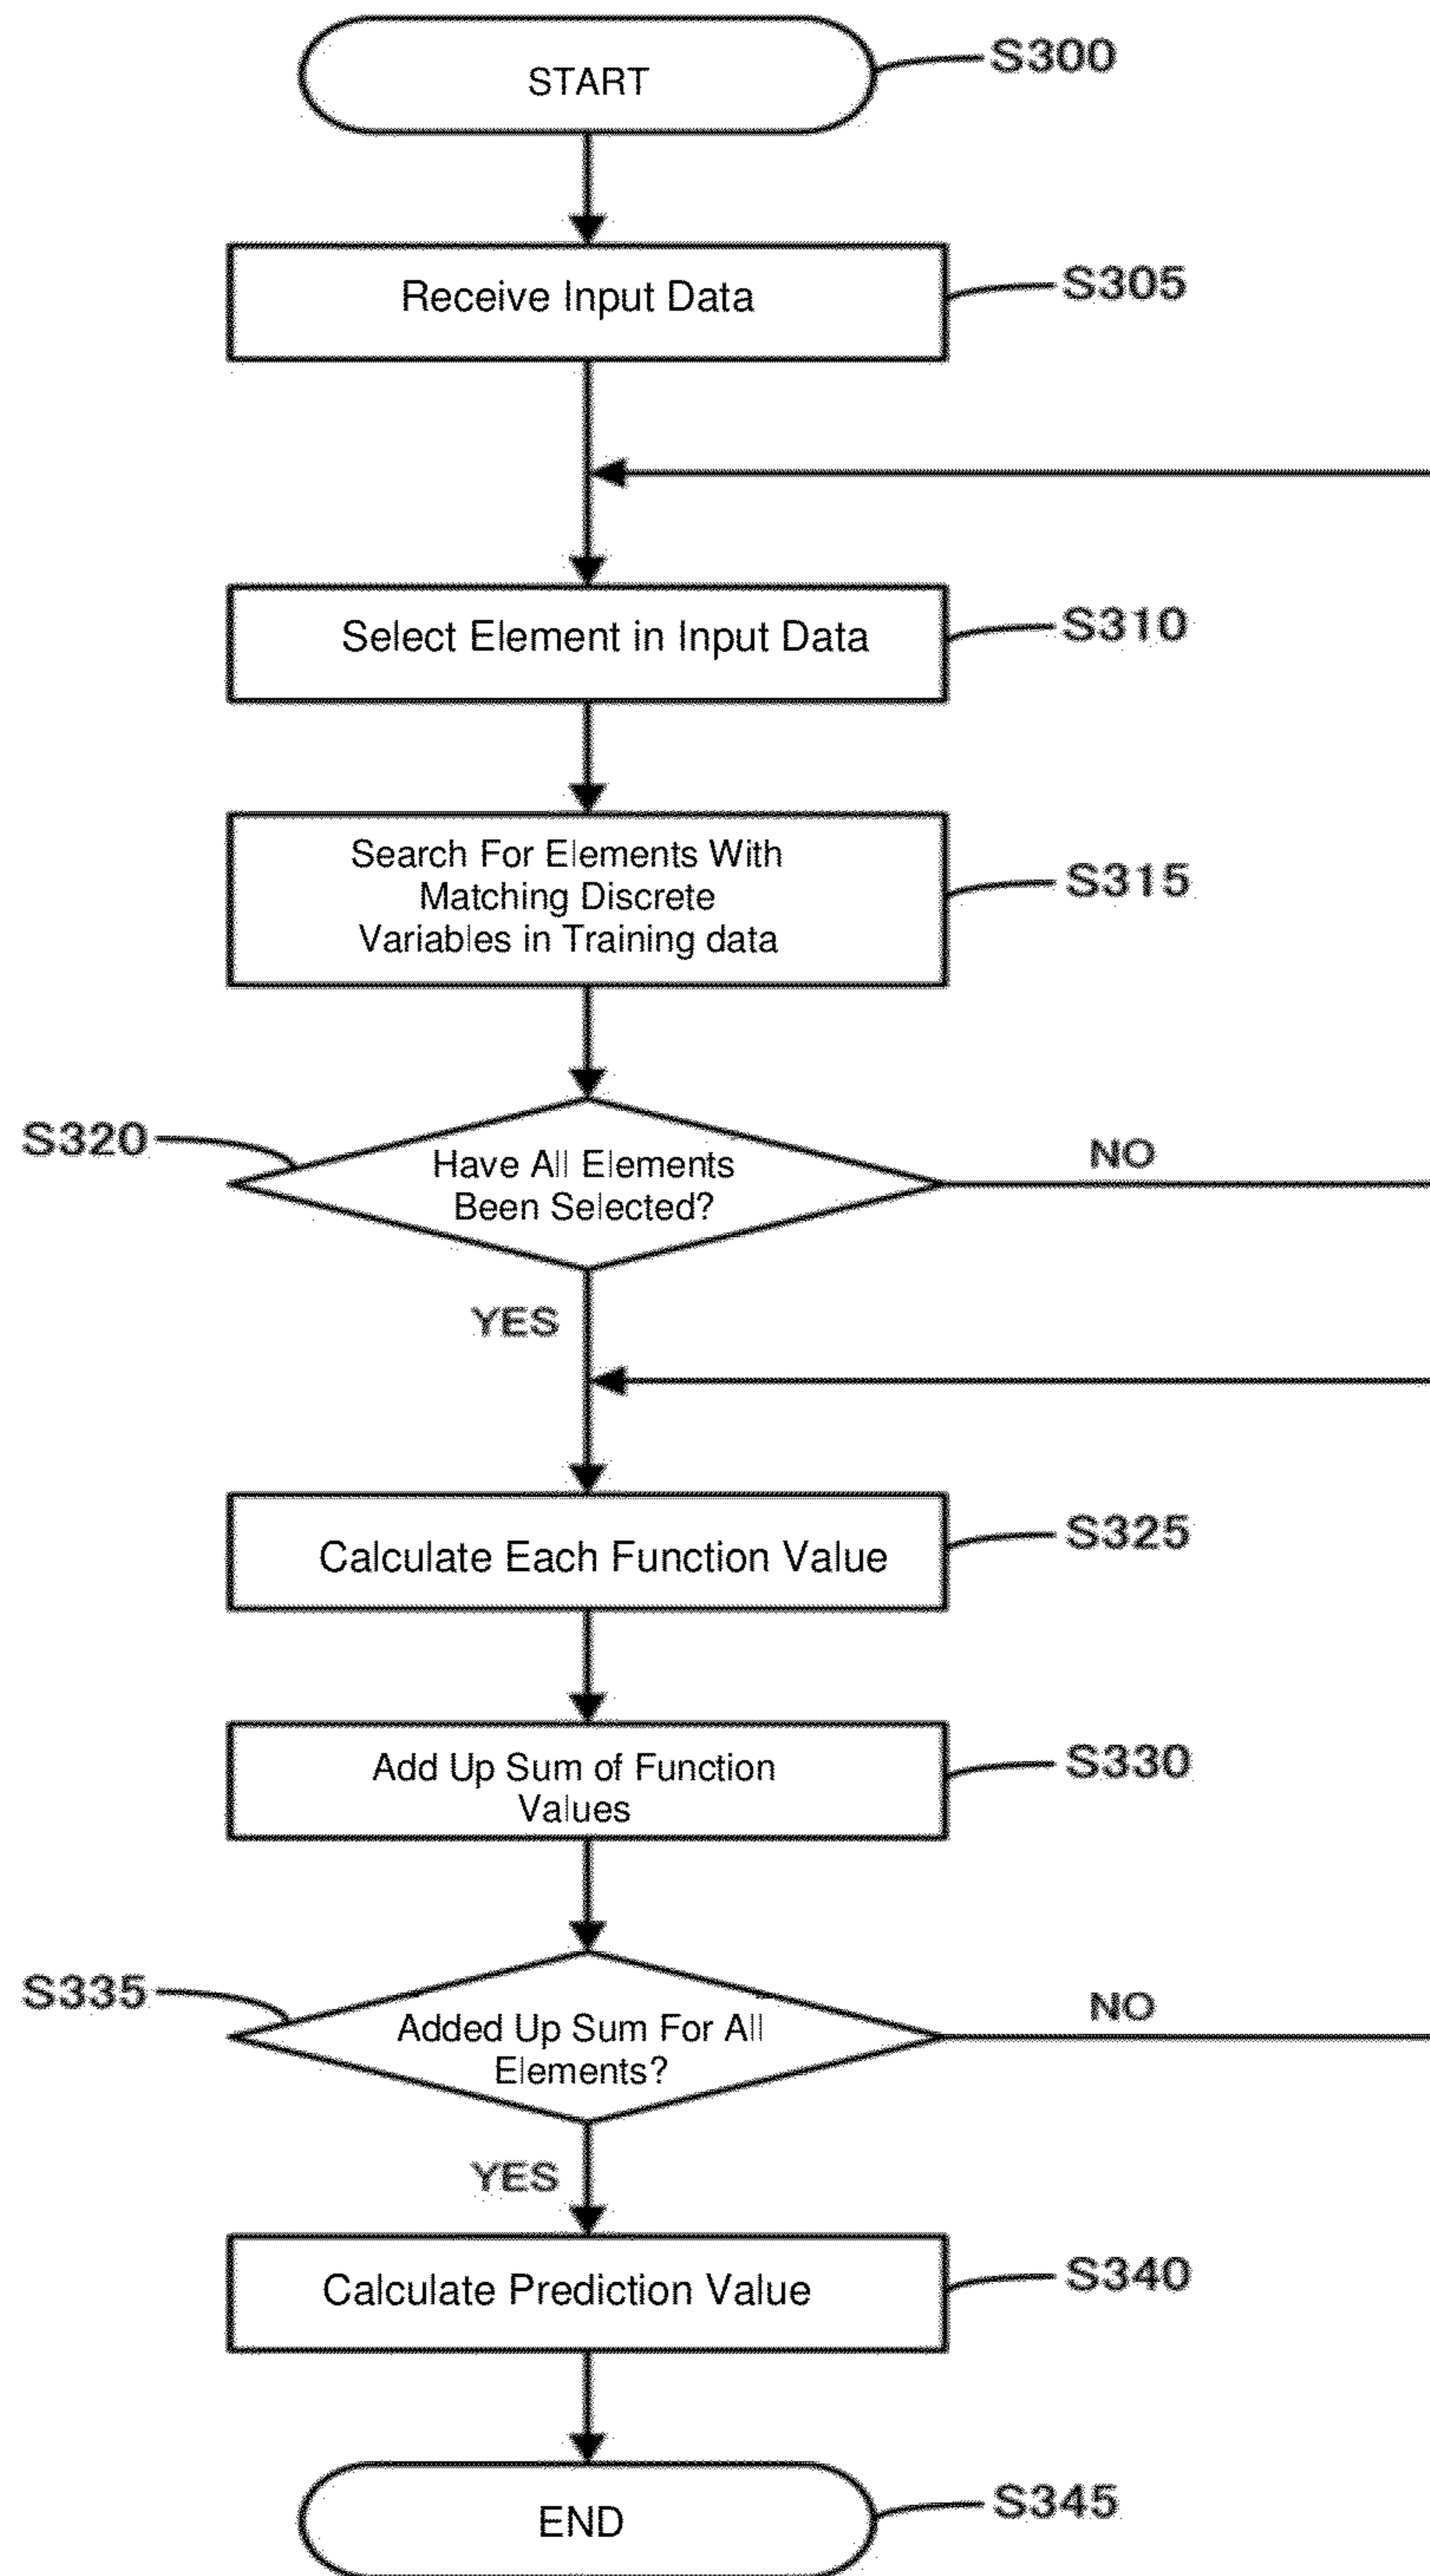 START
S300
Receive Input Data
S305
Select Element in Input Data
S310
Search For Elements With
Matching Discrete
Variables in Training data
S315
S320
Have All Elements
Been Selected?
NO
YES
Calculate Each Function Value
S325
Add Up Sum of Function
Values
S330
S335
Added Up Sum For All
Elements?
NO
YES
Calculate Prediction Value
S340
END
S345